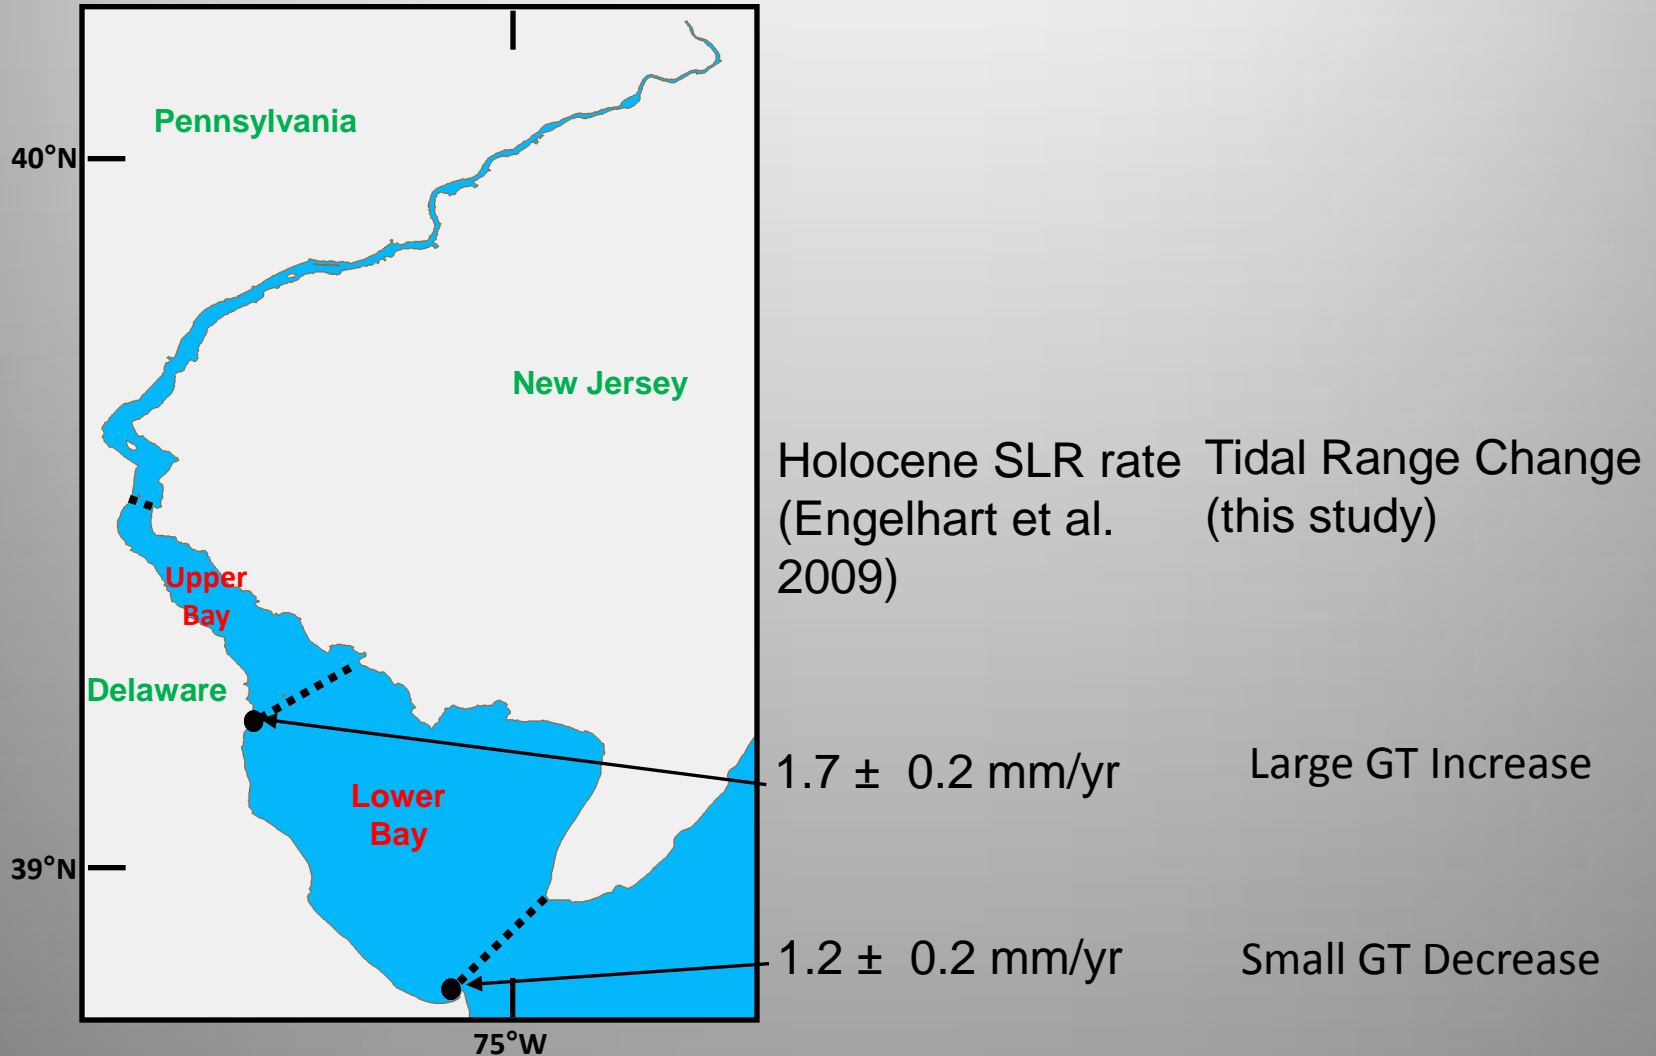 Pennsylvania
40°N
New Jersey
Holocene SLR rate
(Engelhart et al.
2009)
Tidal Range Change
(this study)
Upper
Bay
Delaware
1.7 ± 0.2 mm/yr
Large GT Increase
Lower
Bay
39°N
1.2 ± 0.2 mm/yr
Small GT Decrease
75°W